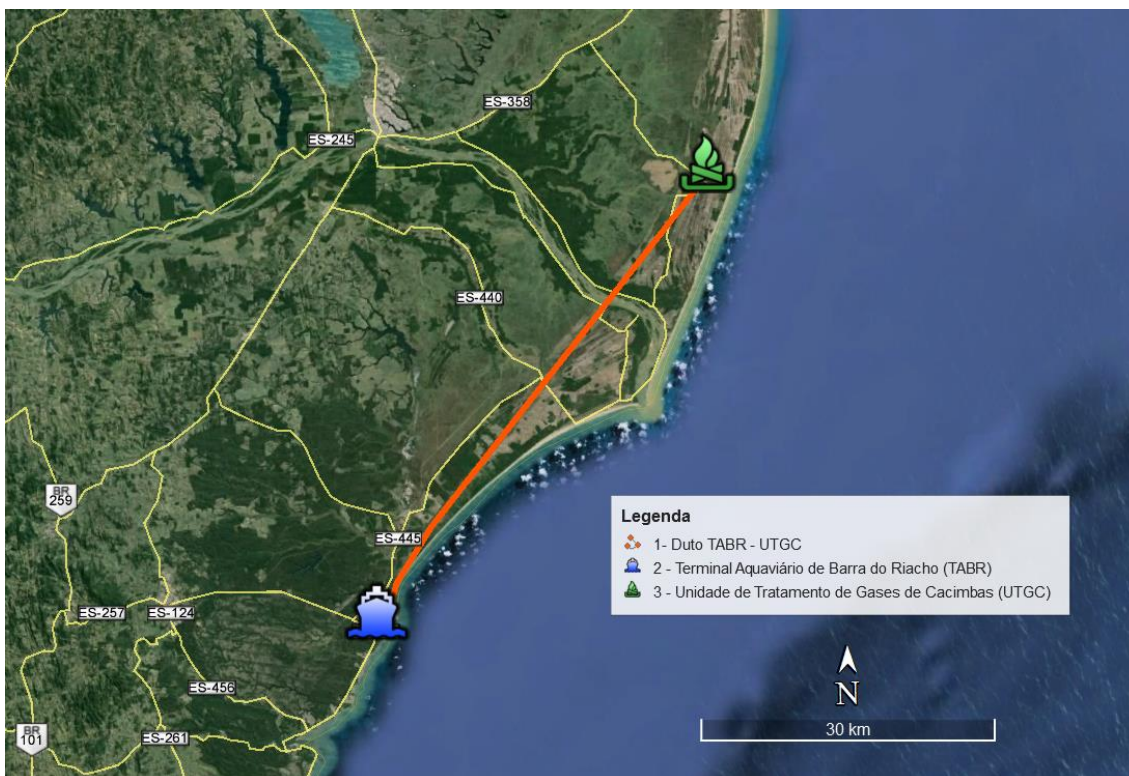 ES-358
ES-245
ES-440
BR
259
Legenda
1- Duto TABR - UTGC
ES-445
2 - Terminal Aquaviário de Barra do Riacho (TABR)
3 - Unidade de Tratamento de Gases de Cacimbas (UTGC)
ES-257
ES-124
ES-456
N
BR
101
ES-261
30 km